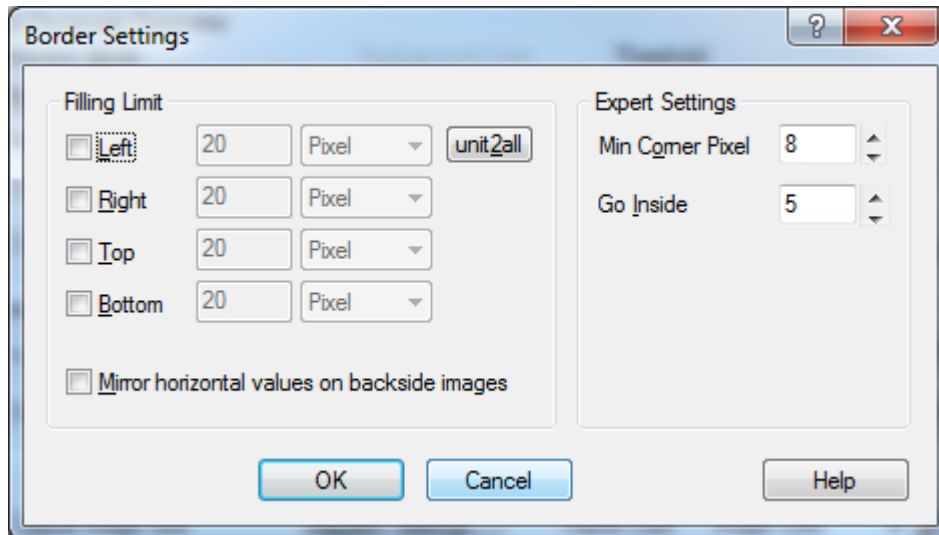 Border Settings
?
Filling Limit
Left 20 Pixel unit2all
Right 20 Pixel
Top 20 Pixel
Bottom 20 Pixel
Mirror horizontal values on backside images
Expert Settings
Min Corner Pixel 8
Go Inside 5
OK Cancel Help